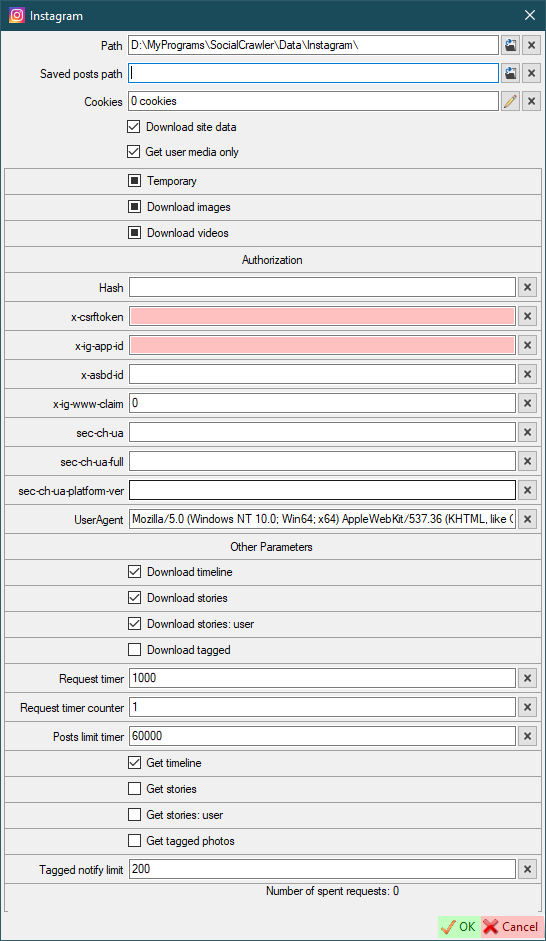 Instagram
Path D:\MyPrograms\SocialCrawler\Data\Instagram\
Saved posts path
Cookies 0 cookies
Download site data
Get user media only
Temporary
Download images
Download videos
Authorization
Hash
x-csrftoken
x-ig-app-id
x-asbd-id
x-ig-www-claim 0
sec-ch-ua
sec-ch-ua-full
sec-ch-ua-platform-ver
UserAgent Mozilla/5.0 (Windows NT 10.0; Win64; x64) AppleWebKit/537.36 (KHTML, like
Other Parameters
Download timeline
Download stories
Download stories: user
Download tagged
Request timer 1000
Request timer counter 1
Posts limit timer 60000
Get timeline
Get stories
Get stories: user
Get tagged photos
Tagged notify limit 200
Number of spent requests: 0
OK Cancel